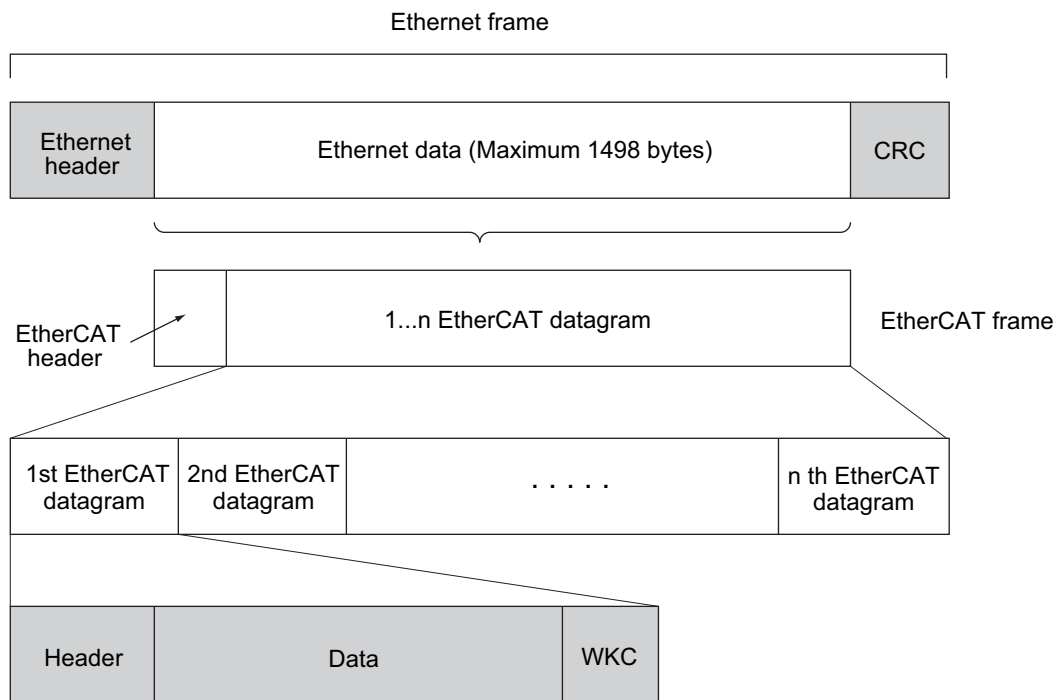 Ethernet frame
Ethernet
header
Ethernet data (Maximum 1498 bytes)
CRC
EtherCAT
header
1...n EtherCAT datagram
EtherCAT frame
1st EtherCAT
datagram
2nd EtherCAT
datagram
. . . . .
n th EtherCAT
datagram
Header
Data
WKC